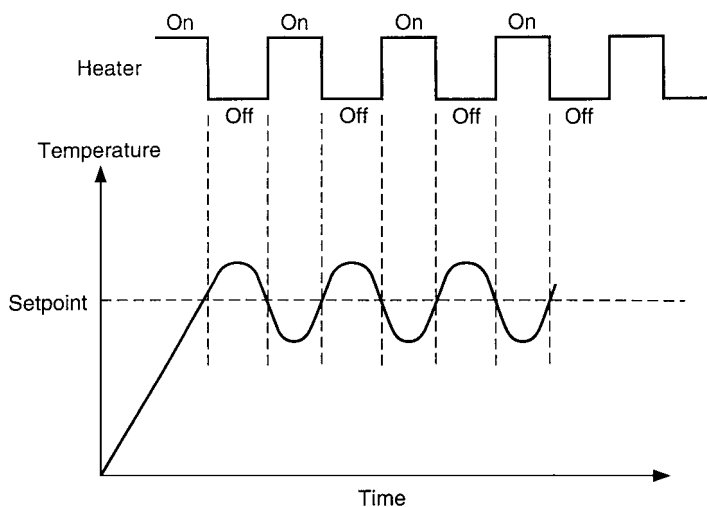 On On On On
Heater
Off Off Off Off
Temperature
Setpoint
Time